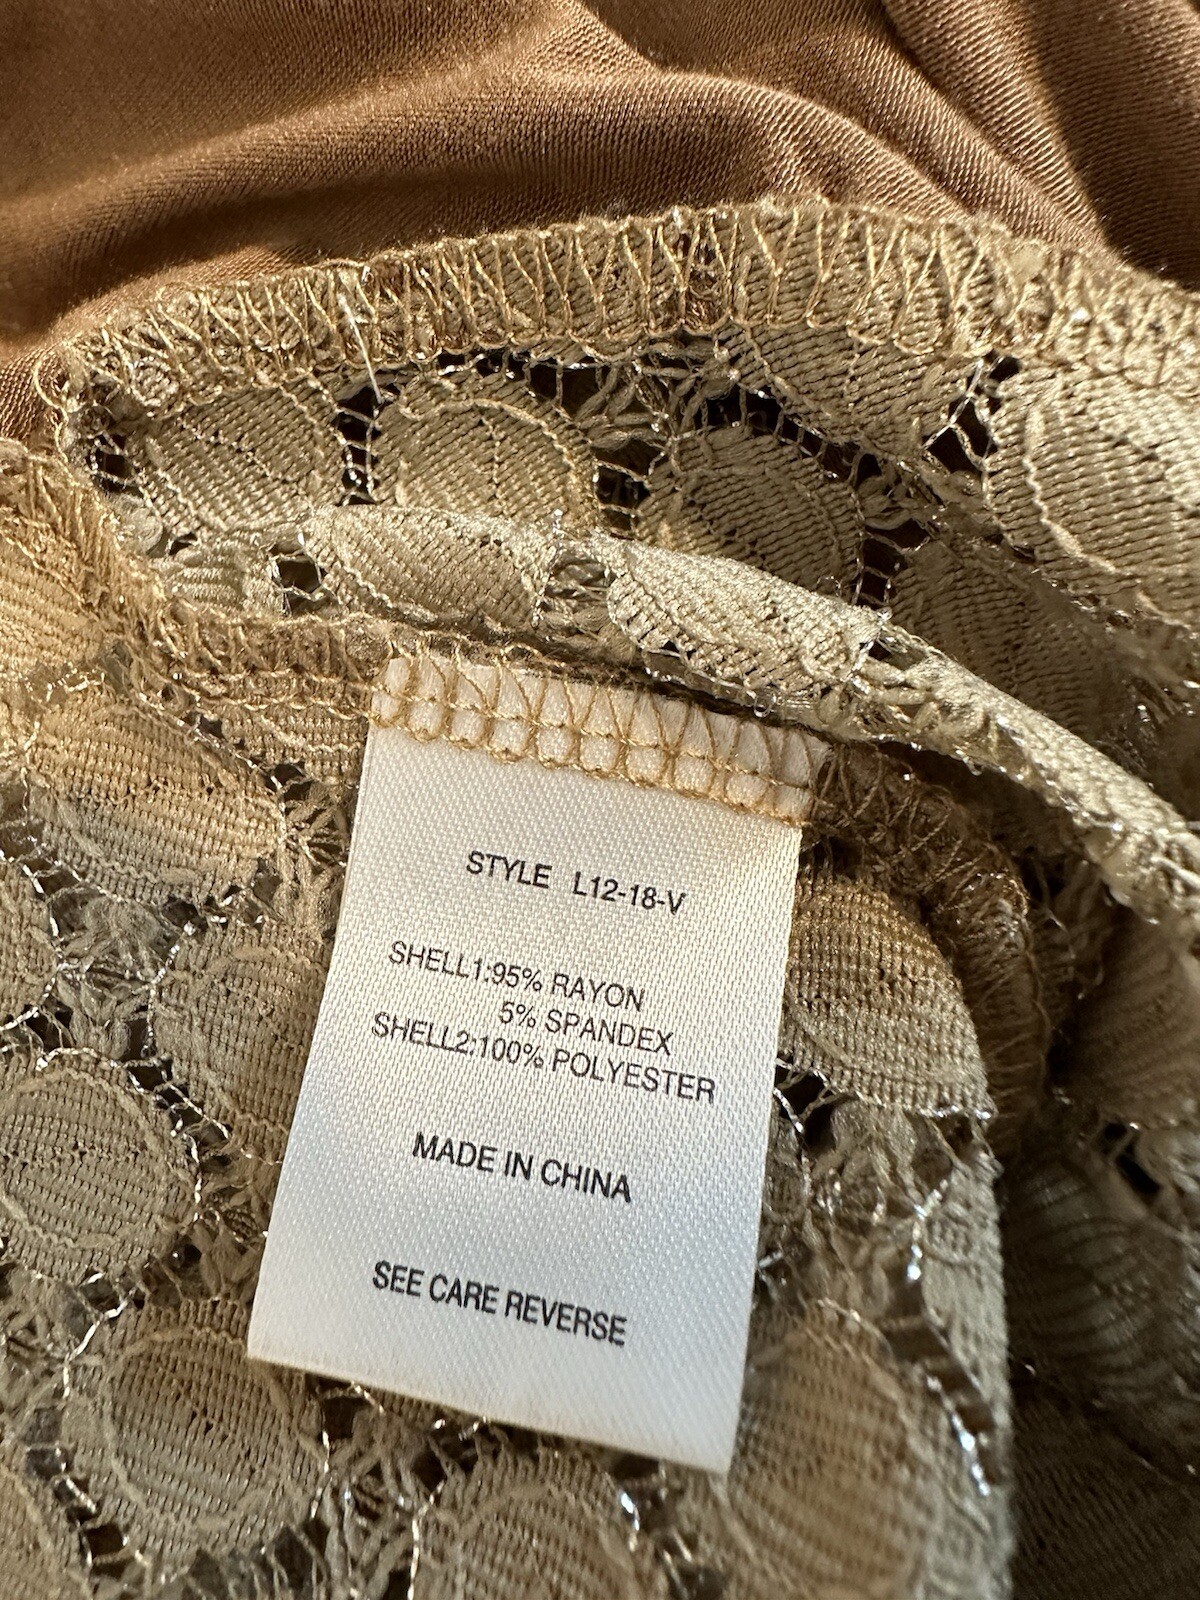 STYLE L12-18-V
SHELL1:95% RAYON
5% SPANDEX
SHELL2:100% POLYESTER
MADE IN CHINA
SEE CARE REVERSE